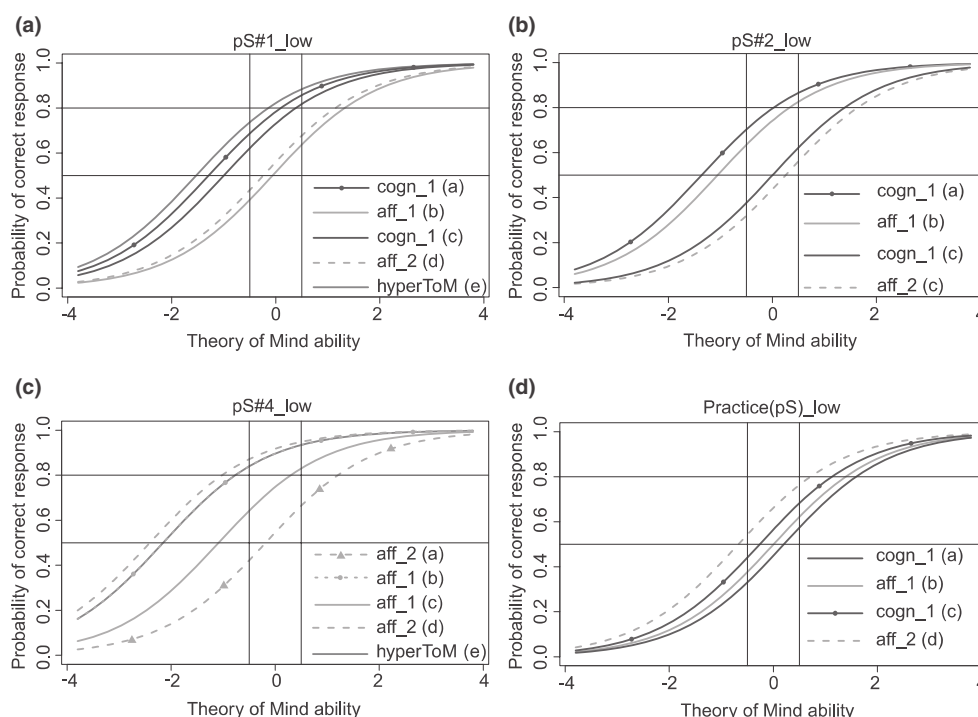 (a)
pS#1_low
Probability of correct response
1.0
0.8
0.6
0.4
0.2
0.0
cogn_1 (a)
aff_1 (b)
cogn_1 (c)
aff_2 (d)
hyperToM (e)
-4 -2 0 2 4
Theory of Mind ability
(b)
pS#2_low
Probability of correct response
1.0
0.8
0.6
0.4
0.2
0.0
cogn_1 (a)
aff_1 (b)
cogn_1 (c)
aff_2 (c)
-4 -2 0 2 4
Theory of Mind ability
(c)
pS#4_low
Probability of correct response
1.0
0.8
0.6
0.4
0.2
0.0
aff_2 (a)
aff_1 (b)
aff_1 (c)
aff_2 (d)
hyperToM (e)
-4 -2 0 2 4
Theory of Mind ability
(d)
Practice(pS)_low
Probability of correct response
1.0
0.8
0.6
0.4
0.2
0.0
cogn_1 (a)
aff_1 (b)
cogn_1 (c)
aff_2 (d)
-4 -2 0 2 4
Theory of Mind ability